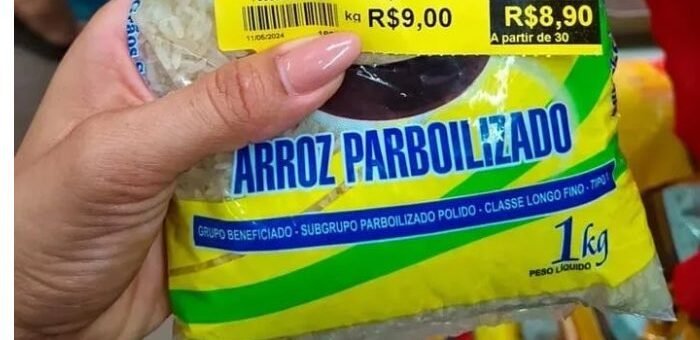 kg R$9,00
R$8,90
11/05/2024
A partir de 30
ARROZ PARBOILIZADO
GRUPO BENEFICIADO - SUBGRUPO PARBOILIZADO POLIDO - CLASSE LONGO FINO - TIPO 1
1kg
PESO LÍQUIDO